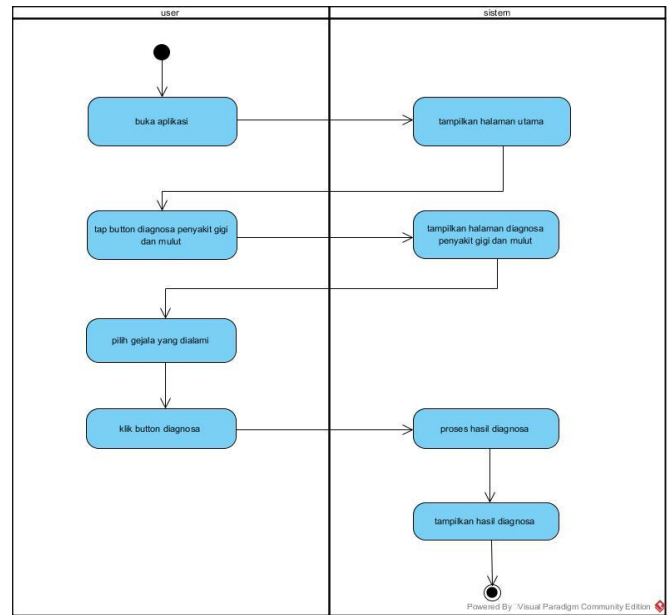 user
sistem
buka aplikasi
tampilkan halaman utama
tap button diagnosa penyakit gigi
dan mulut
tampilkan halaman diagnosa
penyakit gigi dan mulut
pilih gejala yang dialami
klik button diagnosa
proses hasil diagnosa
tampilkan hasil diagnosa
Powered By Visual Paradigm Community Edition